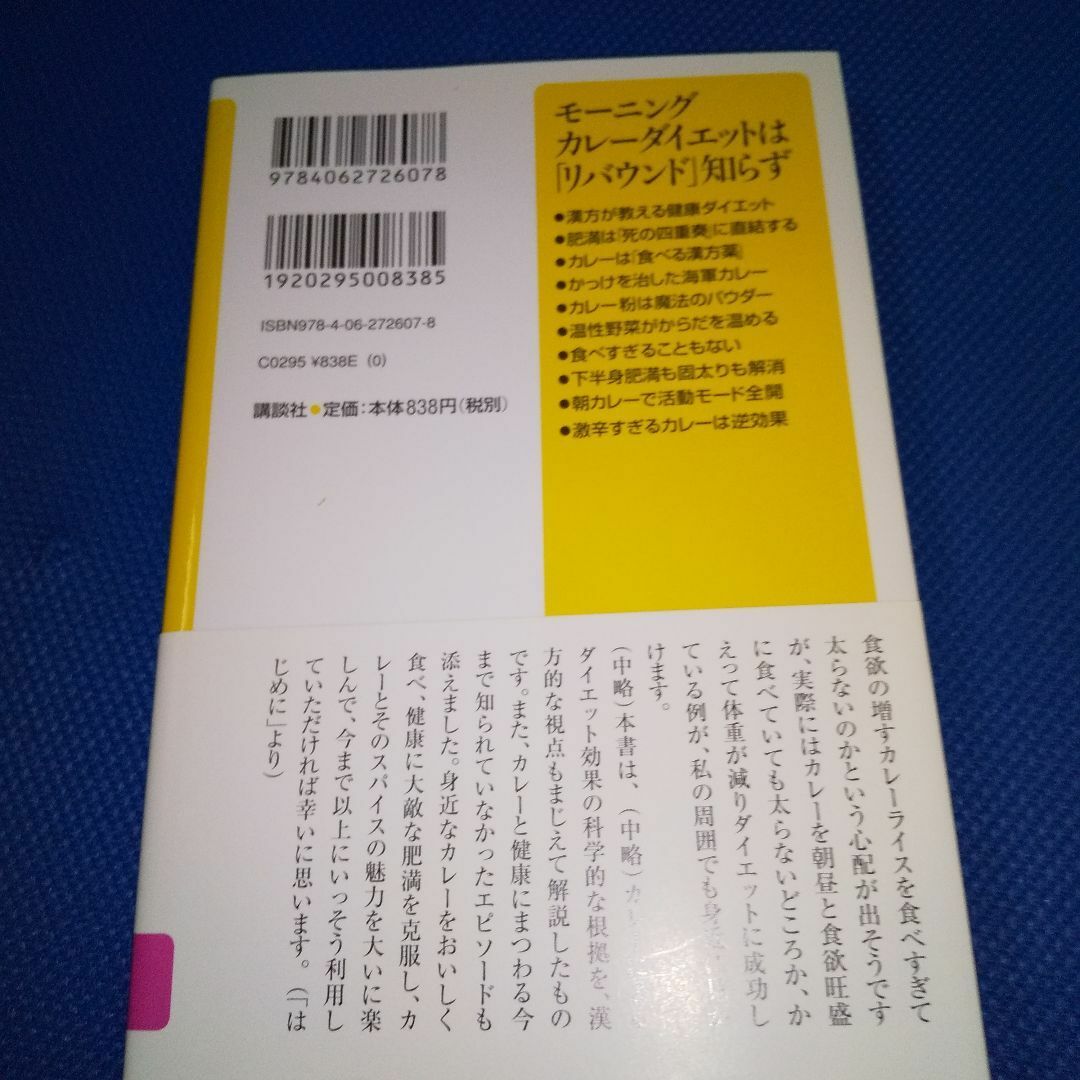 9784062726078
1920295008385
ISBN978-4-06-272607-8
C0295 ¥838E (0)
講談社●定価:本体838円(税別)
モーニング
カレーダイエットは
「リバウンド」知らず
●漢方が教える健康ダイエット
●肥満は「死の四重奏」に直結する
●カレーは「食べる漢方薬」
●かっけを治した海軍カレー
●カレー粉は魔法のパウダー
●温性野菜がからだを温める
●食べすぎることもない
●下半身肥満も固太りも解消
●朝カレーで活動モード全開
●激辛すぎるカレーは逆効果
食欲の増すカレーライスを食べすぎて
太らないのかという心配が出そうです
が、実際にはカレーを朝昼と食欲旺盛
に食べていても太らないどころか、か
えって体重が減りダイエットに成功し
ている例が、私の周囲でも身
けます。
(中略)本書は、(中略)カ
ダイエット効果の科学的な根拠を、漢
方的な視点もまじえて解説したもの
です。また、カレーと健康にまつわる今
まで知られていなかったエピソードも
添えました。身近なカレーをおいしく
食べ、健康に大敵な肥満を克服し、カ
レーとそのスパイスの魅力を大いに楽
しんで、今まで以上にいっそう利用し
ていただければ幸いに思います。(「は
じめに」より)